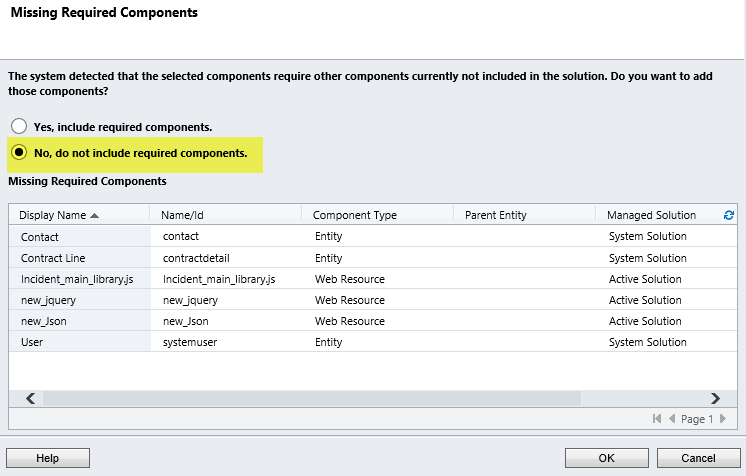 Missing Required Components
The system detected that the selected components require other components currently not included in the solution. Do you want to add
those components?
Yes, include required components.
No, do not include required components.
Missing Required Components
Display Name Name/Id Component Type Parent Entity Managed Solution
Contact contact Entity System Solution
Contract Line contractdetail Entity System Solution
Incident_main_library.js Incident_main_library.js Web Resource Active Solution
new_jquery new_jquery Web Resource Active Solution
new_Json new_Json Web Resource Active Solution
User systemuser Entity System Solution
Page 1
Help OK Cancel